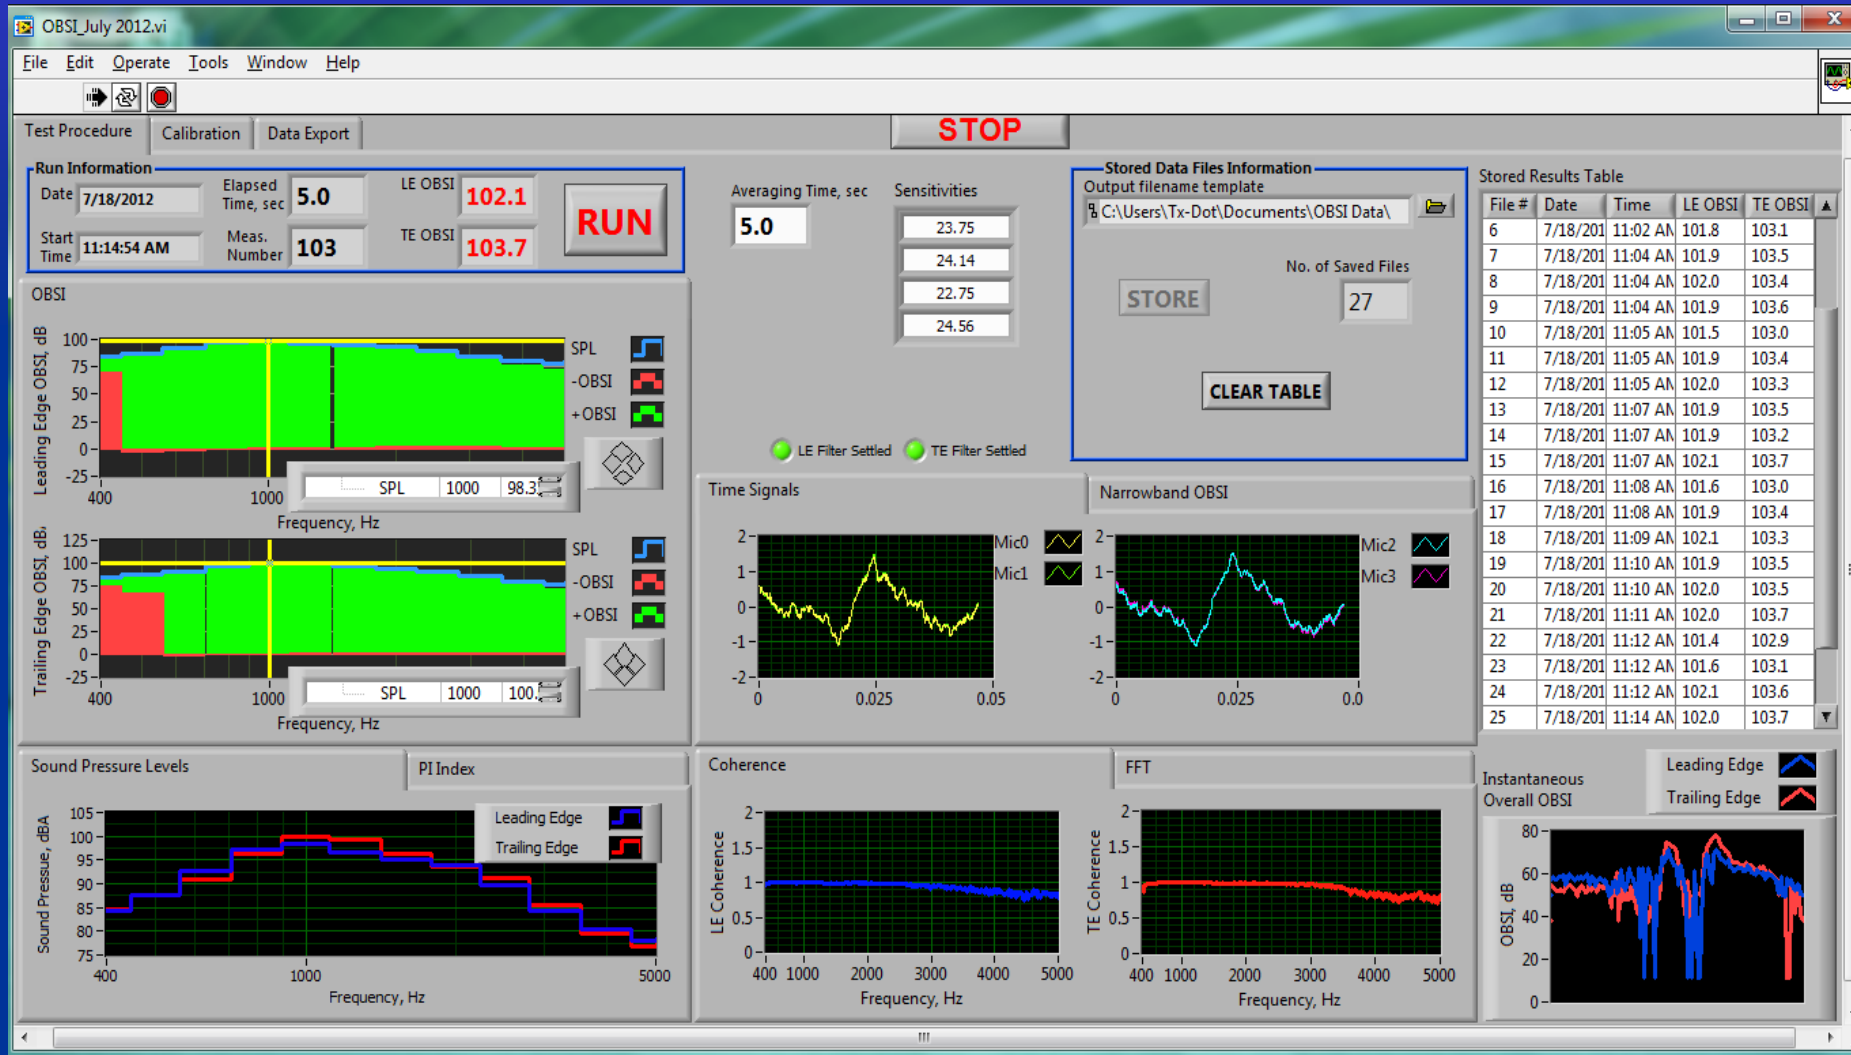 OBSI_July 2012.vi
File Edit Operate Tools Window Help
Test Procedure Calibration Data Export
STOP
Run Information
Date 7/18/2012
Elapsed Time, sec 5.0
LE OBSI 102.1
RUN
Start Time 11:14:54 AM
Meas. Number 103
TE OBSI 103.7
Averaging Time, sec
5.0
Sensitivities
23.75
24.14
22.75
24.56
Stored Data Files Information
Output filename template
C:\Users\Tx-Dot\Documents\OBSI Data\
No. of Saved Files
STORE
27
CLEAR TABLE
LE Filter Settled TE Filter Settled
Stored Results Table
File # Date Time LE OBSI TE OBSI
6 7/18/201 11:02 AM 101.8 103.1
7 7/18/201 11:04 AM 101.9 103.5
8 7/18/201 11:04 AM 102.0 103.4
9 7/18/201 11:04 AM 101.9 103.6
10 7/18/201 11:05 AM 101.5 103.0
11 7/18/201 11:05 AM 101.9 103.4
12 7/18/201 11:05 AM 102.0 103.3
13 7/18/201 11:07 AM 101.9 103.5
14 7/18/201 11:07 AM 101.9 103.2
15 7/18/201 11:07 AM 102.1 103.7
16 7/18/201 11:08 AM 101.6 103.0
17 7/18/201 11:08 AM 101.9 103.4
18 7/18/201 11:09 AM 102.1 103.3
19 7/18/201 11:10 AM 101.9 103.5
20 7/18/201 11:10 AM 102.0 103.5
21 7/18/201 11:11 AM 102.0 103.7
22 7/18/201 11:12 AM 101.4 102.9
23 7/18/201 11:12 AM 101.6 103.1
24 7/18/201 11:12 AM 102.1 103.6
25 7/18/201 11:14 AM 102.0 103.7
OBSI
Leading Edge OBSI, dB
100
75
50
25
0
-25
400 1000
SPL
-OBSI
+OBSI
SPL 1000 98.3
Frequency, Hz
Trailing Edge OBSI, dB,
125
100
75
50
25
0
-25
400 1000
SPL
-OBSI
+OBSI
SPL 1000 100.
Frequency, Hz
Time Signals
Narrowband OBSI
2
1
0
-1
-2
0 0.025 0.05
Mic0
Mic1
2
1
0
-1
-2
0 0.025 0.0
Mic2
Mic3
Sound Pressure Levels
PI Index
Sound Pressure, dBA
105
100
95
90
85
80
75
400 1000 5000
Frequency, Hz
Leading Edge
Trailing Edge
Coherence
FFT
LE Coherence
2
1.5
1
0.5
0
400 1000 2000 3000 4000 5000
Frequency, Hz
TE Coherence
2
1.5
1
0.5
0
400 1000 2000 3000 4000 5000
Frequency, Hz
Instantaneous
Overall OBSI
Leading Edge
Trailing Edge
OBSI, dB
80
60
40
20
0